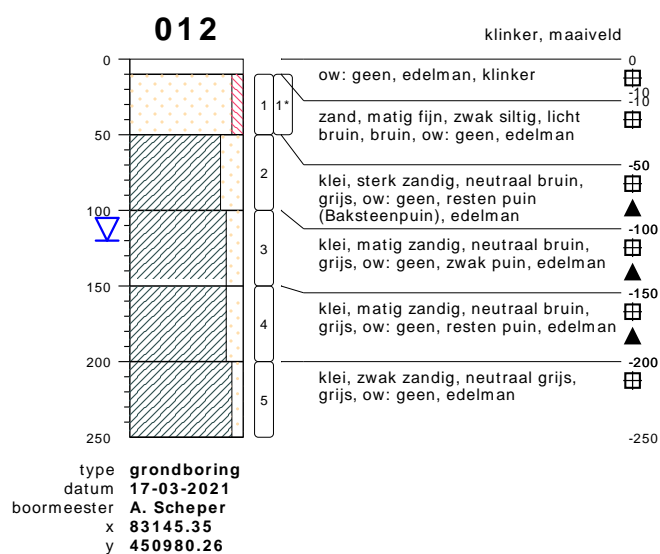 012
klinker, maaiveld
0
50
100
150
200
250
1
1*
2
3
4
5
0
ow: geen, edelman, klinker
-10
-10
zand, matig fijn, zwak siltig, licht
bruin, bruin, ow: geen, edelman
-50
klei, sterk zandig, neutraal bruin,
grijs, ow: geen, resten puin
(Baksteenpuin), edelman
-100
klei, matig zandig, neutraal bruin,
grijs, ow: geen, zwak puin, edelman
-150
klei, matig zandig, neutraal bruin,
grijs, ow: geen, resten puin, edelman
-200
klei, zwak zandig, neutraal grijs,
grijs, ow: geen, edelman
-250
type grondboring
datum 17-03-2021
boormeester A. Scheper
x 83145.35
y 450980.26